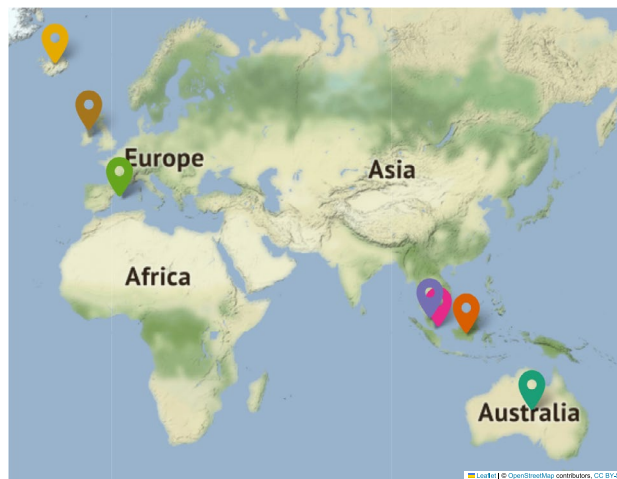 Europe
Asia
Africa
Australia
Leaflet | © OpenStreetMap contributors, CC BY-